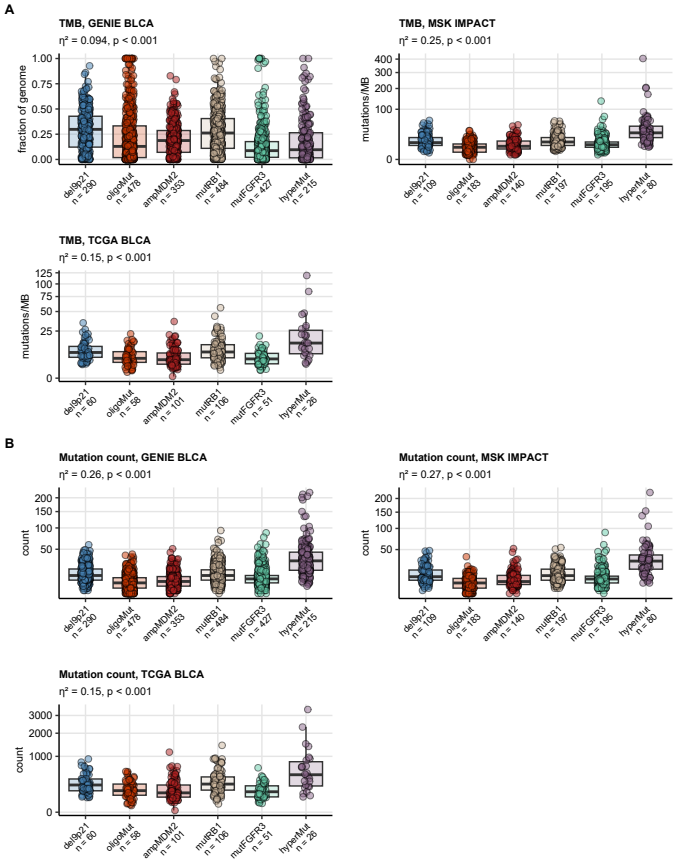 A
TMB, GENIE BLCA
η² = 0.094, p < 0.001
fraction of genome
1.00
0.75
0.50
0.25
0.00
del9p21
n = 290
oligoMut
n = 478
ampMDM2
n = 353
mutRB1
n = 484
mutFGFR3
n = 427
hyperMut
n = 215
TMB, MSK IMPACT
η² = 0.25, p < 0.001
mutations/MB
400
300
200
100
0
del9p21
n = 109
oligoMut
n = 183
ampMDM2
n = 140
mutRB1
n = 197
mutFGFR3
n = 195
hyperMut
n = 80
TMB, TCGA BLCA
η² = 0.15, p < 0.001
mutations/MB
125
100
75
50
25
0
del9p21
n = 60
oligoMut
n = 58
ampMDM2
n = 101
mutRB1
n = 106
mutFGFR3
n = 51
hyperMut
n = 26
B
Mutation count, GENIE BLCA
η² = 0.26, p < 0.001
count
200
150
100
50
del9p21
n = 290
oligoMut
n = 478
ampMDM2
n = 353
mutRB1
n = 484
mutFGFR3
n = 427
hyperMut
n = 215
Mutation count, MSK IMPACT
η² = 0.27, p < 0.001
count
200
150
100
50
del9p21
n = 109
oligoMut
n = 183
ampMDM2
n = 140
mutRB1
n = 197
mutFGFR3
n = 195
hyperMut
n = 80
Mutation count, TCGA BLCA
η² = 0.15, p < 0.001
count
3000
2000
1000
0
del9p21
n = 60
oligoMut
n = 58
ampMDM2
n = 101
mutRB1
n = 106
mutFGFR3
n = 51
hyperMut
n = 26